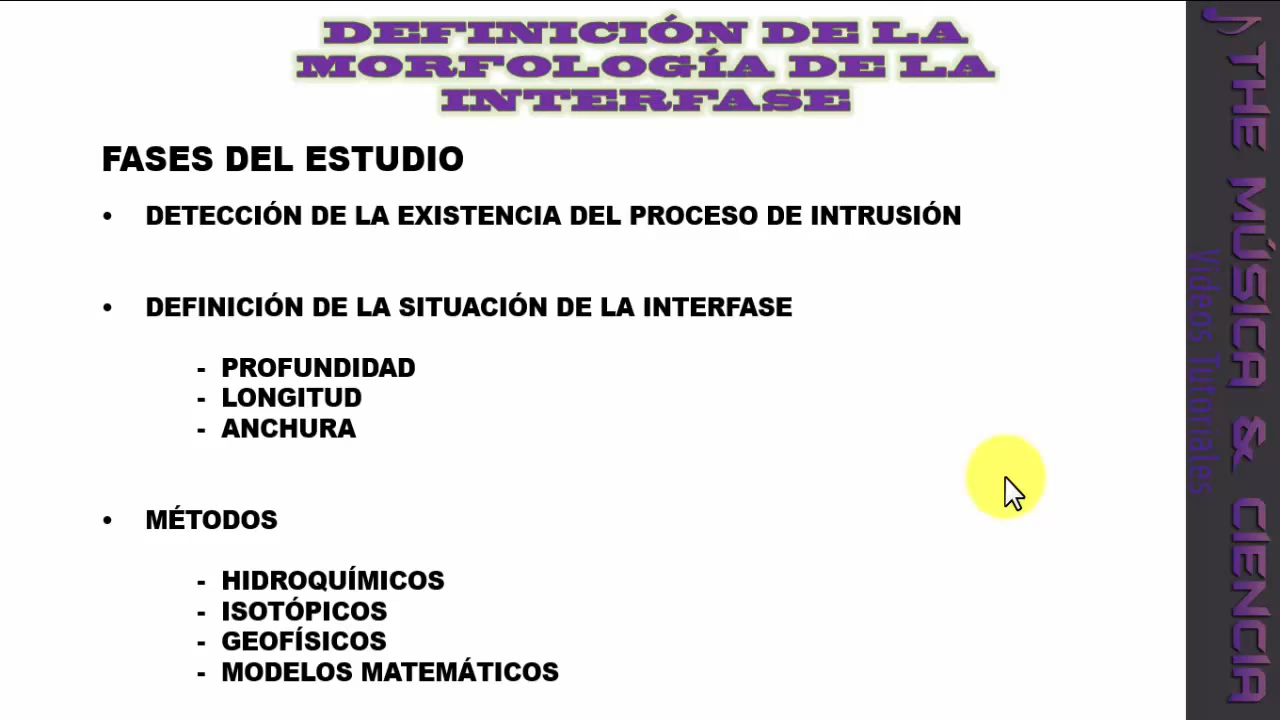 DEFINICIÓN DE LA
MORFOLOGÍA DE LA
INTERFASE
FASES DEL ESTUDIO
• DETECCIÓN DE LA EXISTENCIA DEL PROCESO DE INTRUSIÓN
• DEFINICIÓN DE LA SITUACIÓN DE LA INTERFASE
- PROFUNDIDAD
- LONGITUD
- ANCHURA
• MÉTODOS
- HIDROQUÍMICOS
- ISOTÓPICOS
- GEOFÍSICOS
- MODELOS MATEMÁTICOS
THE MÚSICA & CIENCIA
Videos Tutoriales